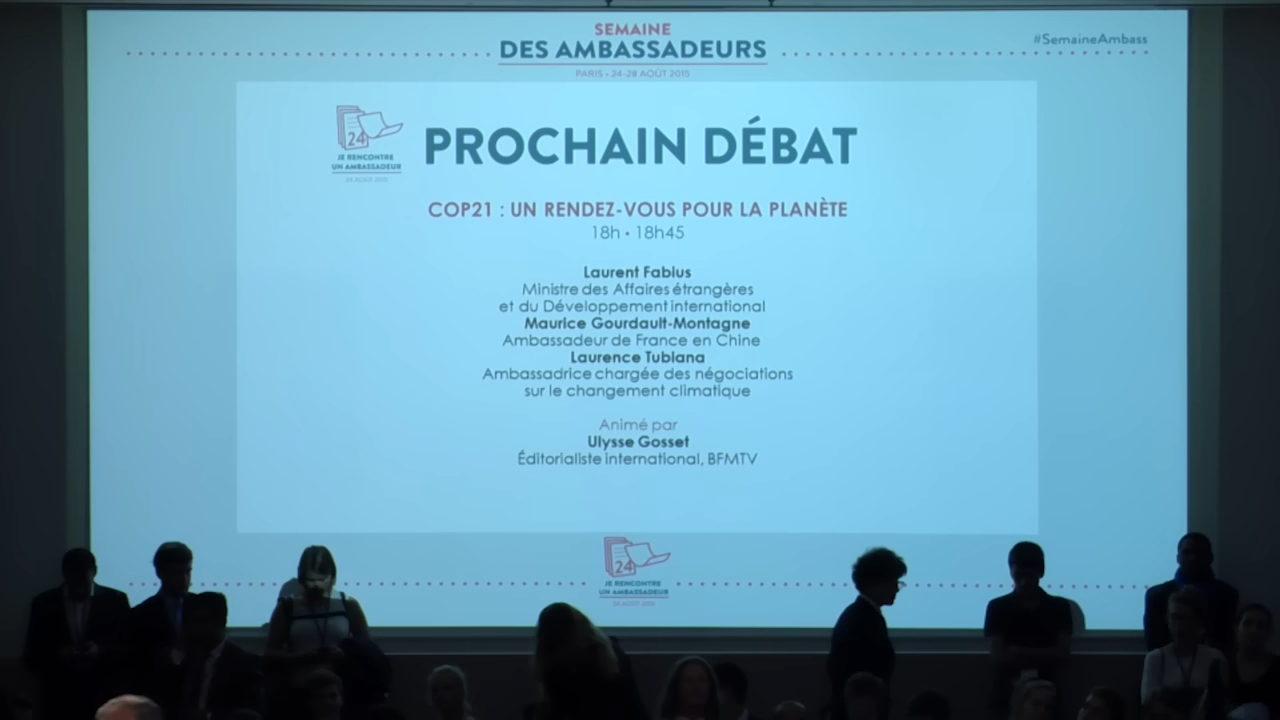 SEMAINE
DES AMBASSADEURS
PARIS • 24-28 AOÛT 2015
#SemaineAmbass
24
JE RENCONTRE
UN AMBASSADEUR
PROCHAIN DÉBAT
COP21 : UN RENDEZ-VOUS POUR LA PLANÈTE
18h • 18h45
Laurent Fabius
Ministre des Affaires étrangères
et du Développement international
Maurice Gourdault-Montagne
Ambassadeur de France en Chine
Laurence Tubiana
Ambassadrice chargée des négociations
sur le changement climatique
Animé par
Ulysse Gosset
Éditorialiste international, BFMTV
24
JE RENCONTRE
UN AMBASSADEUR